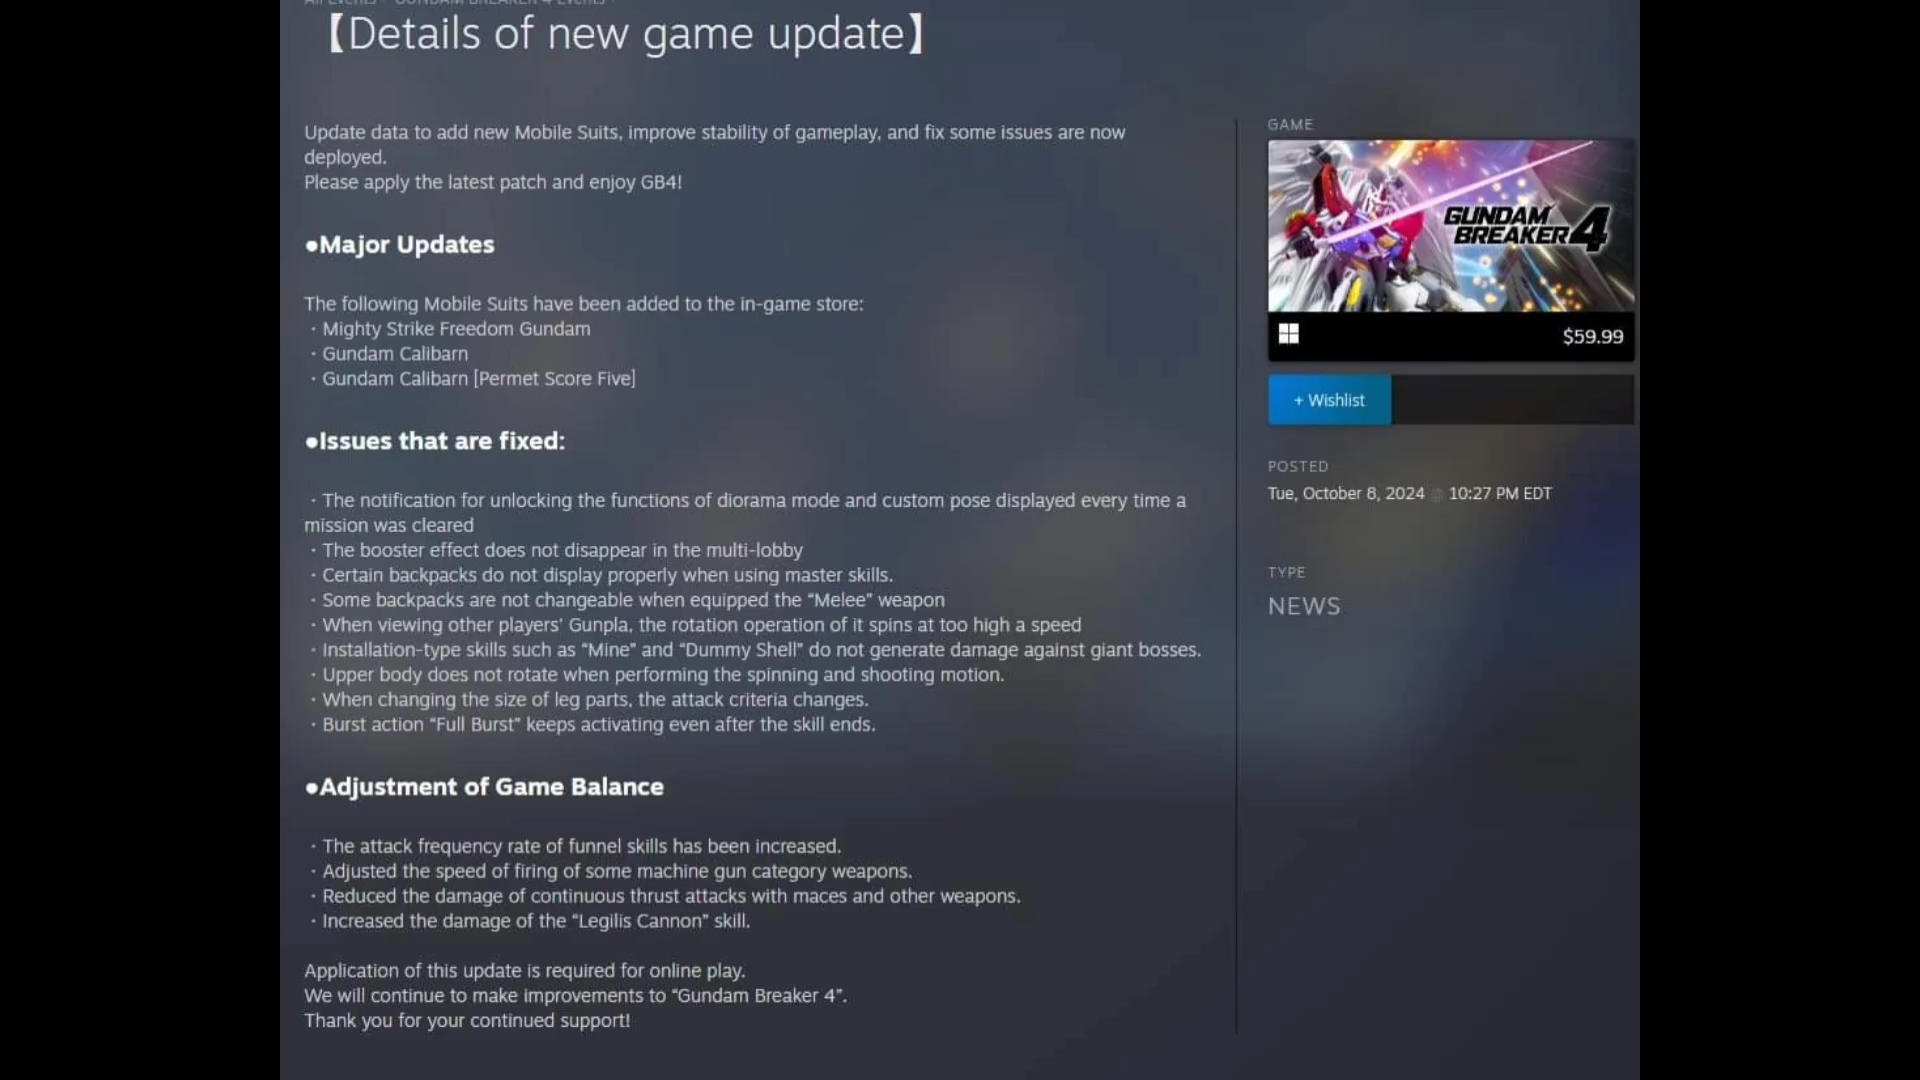 All Events > GUNDAM BREAKER 4 Events >
【Details of new game update】
Update data to add new Mobile Suits, improve stability of gameplay, and fix some issues are now
deployed.
Please apply the latest patch and enjoy GB4!
●Major Updates
The following Mobile Suits have been added to the in-game store:
・Mighty Strike Freedom Gundam
・Gundam Calibarn
・Gundam Calibarn [Permet Score Five]
●Issues that are fixed:
・The notification for unlocking the functions of diorama mode and custom pose displayed every time a
mission was cleared
・The booster effect does not disappear in the multi-lobby
・Certain backpacks do not display properly when using master skills.
・Some backpacks are not changeable when equipped the “Melee” weapon
・When viewing other players’ Gunpla, the rotation operation of it spins at too high a speed
・Installation-type skills such as “Mine” and “Dummy Shell” do not generate damage against giant bosses.
・Upper body does not rotate when performing the spinning and shooting motion.
・When changing the size of leg parts, the attack criteria changes.
・Burst action “Full Burst” keeps activating even after the skill ends.
●Adjustment of Game Balance
・The attack frequency rate of funnel skills has been increased.
・Adjusted the speed of firing of some machine gun category weapons.
・Reduced the damage of continuous thrust attacks with maces and other weapons.
・Increased the damage of the “Legilis Cannon” skill.
Application of this update is required for online play.
We will continue to make improvements to “Gundam Breaker 4”.
Thank you for your continued support!
GAME
GUNDAM
BREAKER 4
$59.99
+ Wishlist
POSTED
Tue, October 8, 2024 @ 10:27 PM EDT
TYPE
NEWS